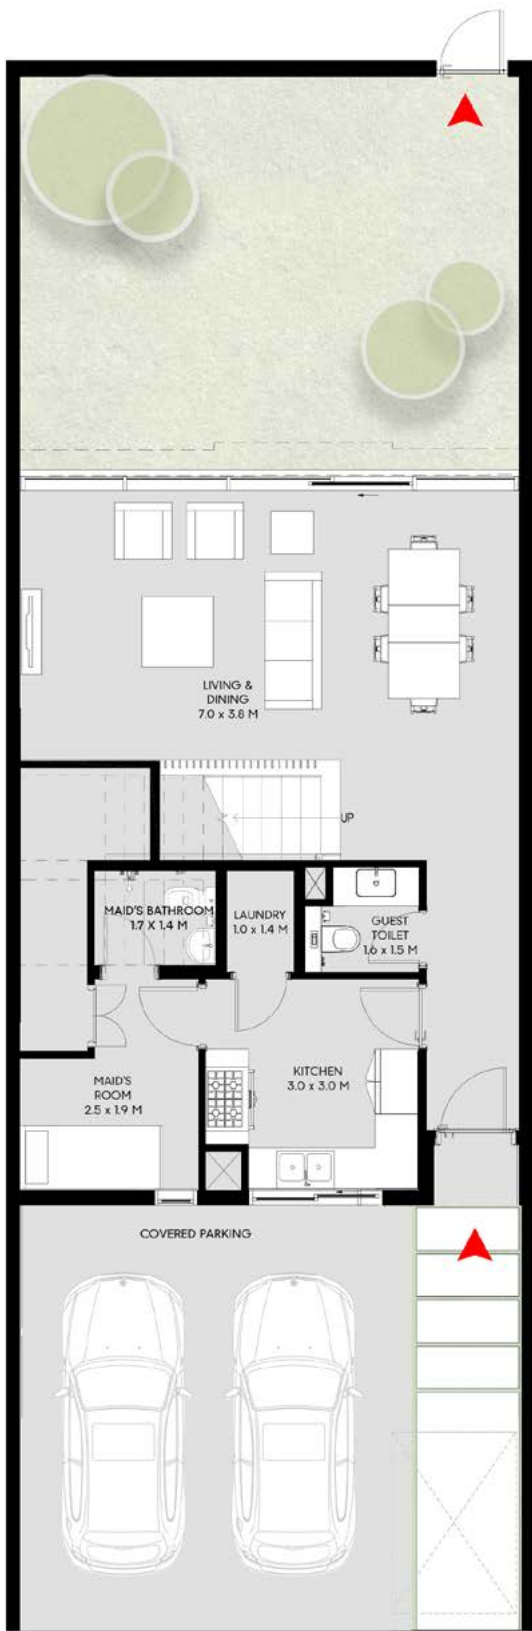 LIVING &
DINING
7.0 x 3.8 M
UP
MAID'S BATHROOM
1.7 X 1.4 M
LAUNDRY
1.0 x 1.4 M
GUEST
TOILET
1.6 x 1.5 M
KITCHEN
3.0 x 3.0 M
MAID'S
ROOM
2.5 x 1.9 M
COVERED PARKING